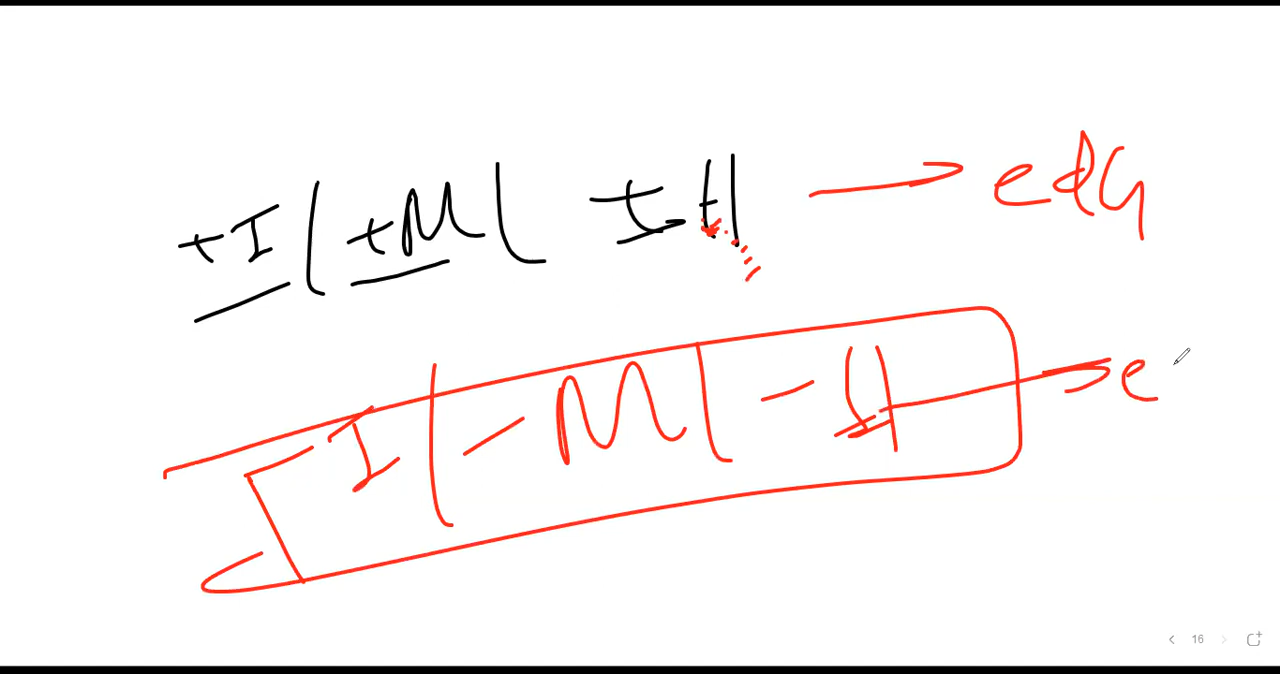 +I | +M | +H → edg
-I | -M | -H → e
16